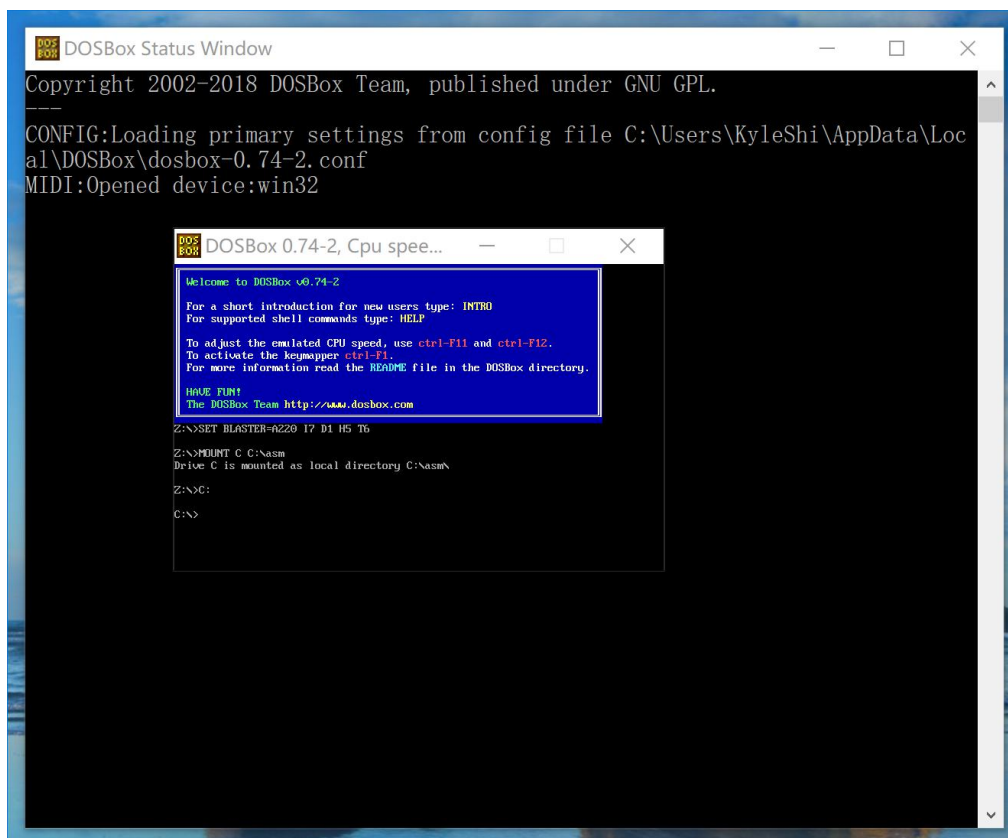 DOSBox Status Window
Copyright 2002-2018 DOSBox Team, published under GNU GPL.
---
CONFIG:Loading primary settings from config file C:\Users\KyleShi\AppData\Loc
al\DOSBox\dosbox-0.74-2.conf
MIDI:Opened device:win32
DOSBox 0.74-2, Cpu spee...
Welcome to DOSBox v0.74-2
For a short introduction for new users type: INTRO
For supported shell commands type: HELP
To adjust the emulated CPU speed, use ctrl-F11 and ctrl-F12.
To activate the keymapper ctrl-F1.
For more information read the README file in the DOSBox directory.
HAVE FUN!
The DOSBox Team http://www.dosbox.com
Z:\>SET BLASTER=A220 I7 D1 H5 T6
Z:\>MOUNT C C:\asm
Drive C is mounted as local directory C:\asm\
Z:\>C:
C:\>